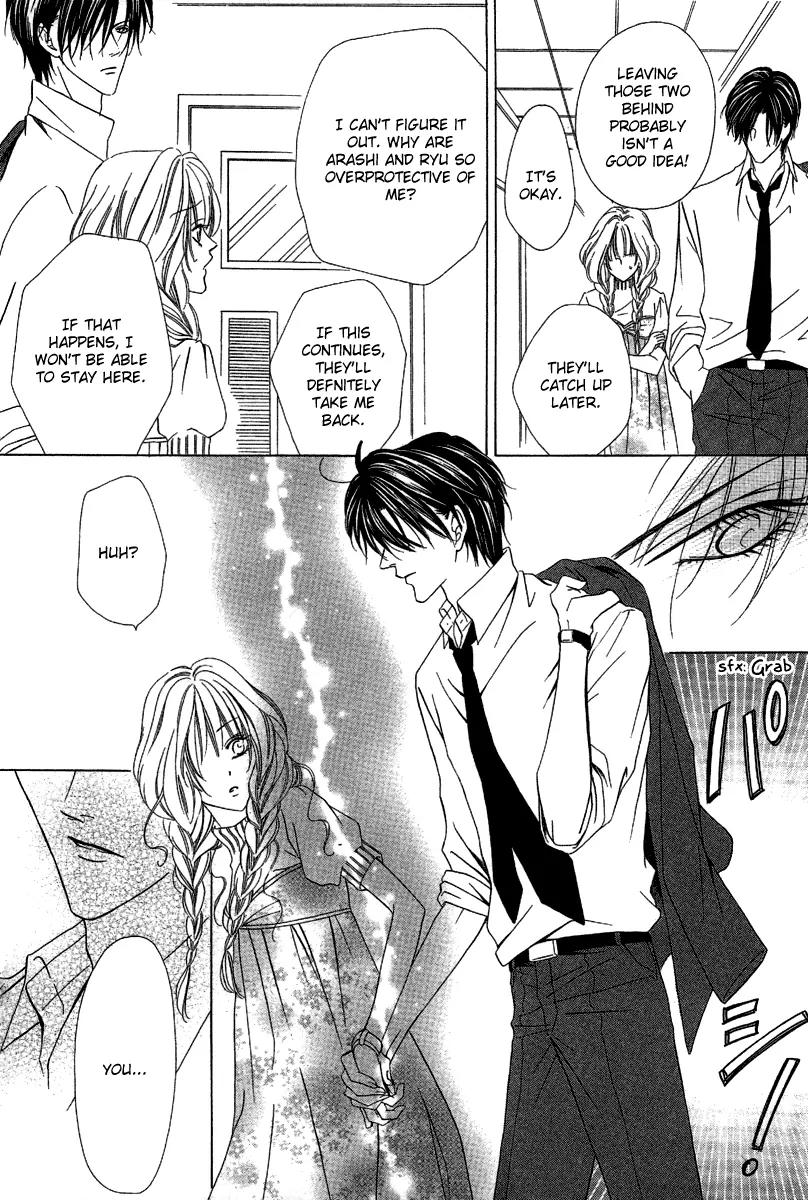 LEAVING
THOSE TWO
BEHIND
PROBABLY
ISN'T A
GOOD IDEA!
IT'S
OKAY.
THEY'LL
CATCH UP
LATER.
I CAN'T FIGURE IT
OUT. WHY ARE
ARASHI AND RYU SO
OVERPROTECTIVE OF
ME?
IF THIS
CONTINUES,
THEY'LL
DEFNITELY
TAKE ME
BACK.
IF THAT
HAPPENS, I
WON'T BE ABLE
TO STAY HERE.
sfx: Grab
パシ!
HUH?
YOU...